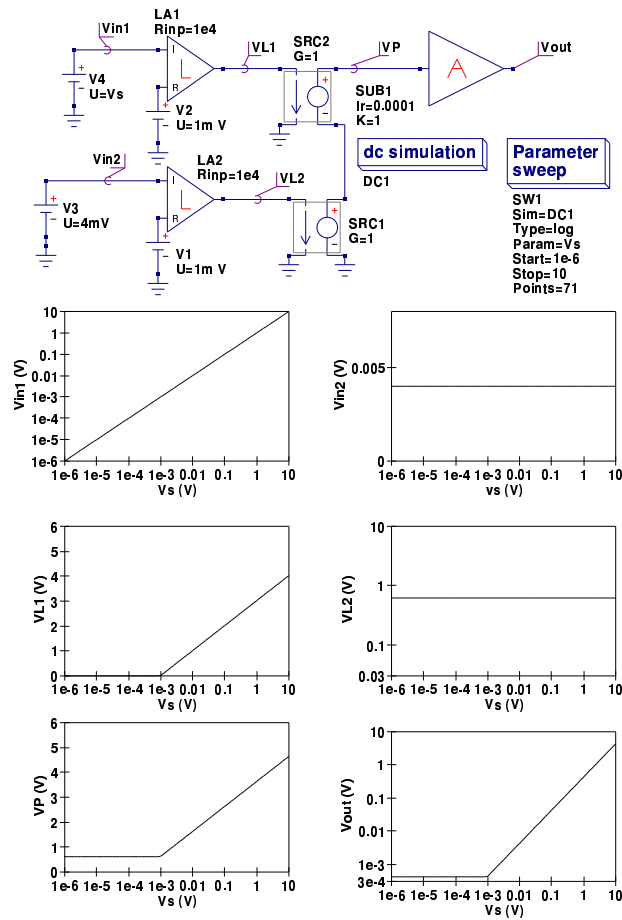 LA1
Rinp=1e4
Vin1
I
L
R
V4
U=Vs
V2
U=1m V
VL1
SRC2
G=1
VP
SUB1
Ir=0.0001
K=1
A
Vout
LA2
Rinp=1e4
Vin2
I
L
R
V3
U=4mV
V1
U=1m V
VL2
SRC1
G=1
dc simulation
DC1
Parameter
sweep
SW1
Sim=DC1
Type=log
Param=Vs
Start=1e-6
Stop=10
Points=71
Vin1 (V)
10
1
0.1
0.01
1e-3
1e-4
1e-5
1e-6
1e-6 1e-5 1e-4 1e-3 0.01 0.1 1 10
Vs (V)
Vin2 (V)
0.005
0
1e-6 1e-5 1e-4 1e-3 0.01 0.1 1 10
vs (V)
VL1 (V)
6
5
4
3
2
1
0
1e-6 1e-5 1e-4 1e-3 0.01 0.1 1 10
Vs (V)
VL2 (V)
10
1
0.1
0.03
1e-6 1e-5 1e-4 1e-3 0.01 0.1 1 10
Vs (V)
VP (V)
6
5
4
3
2
1
0
1e-6 1e-5 1e-4 1e-3 0.01 0.1 1 10
Vs (V)
Vout (V)
10
1
0.1
0.01
1e-3
3e-4
1e-6 1e-5 1e-4 1e-3 0.01 0.1 1 10
Vs (V)